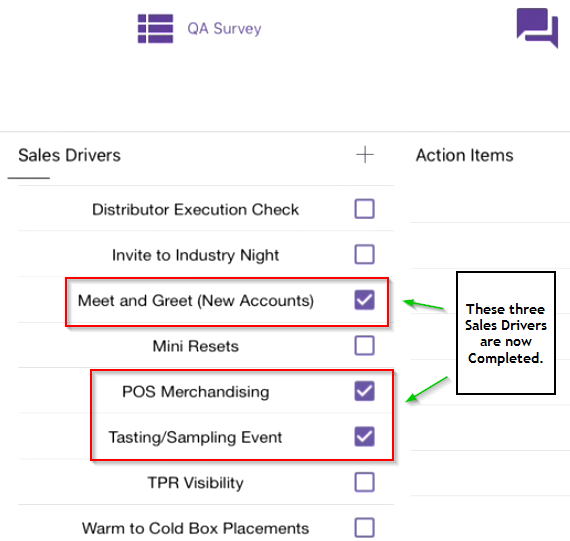 QA Survey
Sales Drivers
Action Items
Distributor Execution Check
Invite to Industry Night
Meet and Greet (New Accounts)
Mini Resets
POS Merchandising
Tasting/Sampling Event
TPR Visibility
Warm to Cold Box Placements
These three
Sales Drivers
are now
Completed.